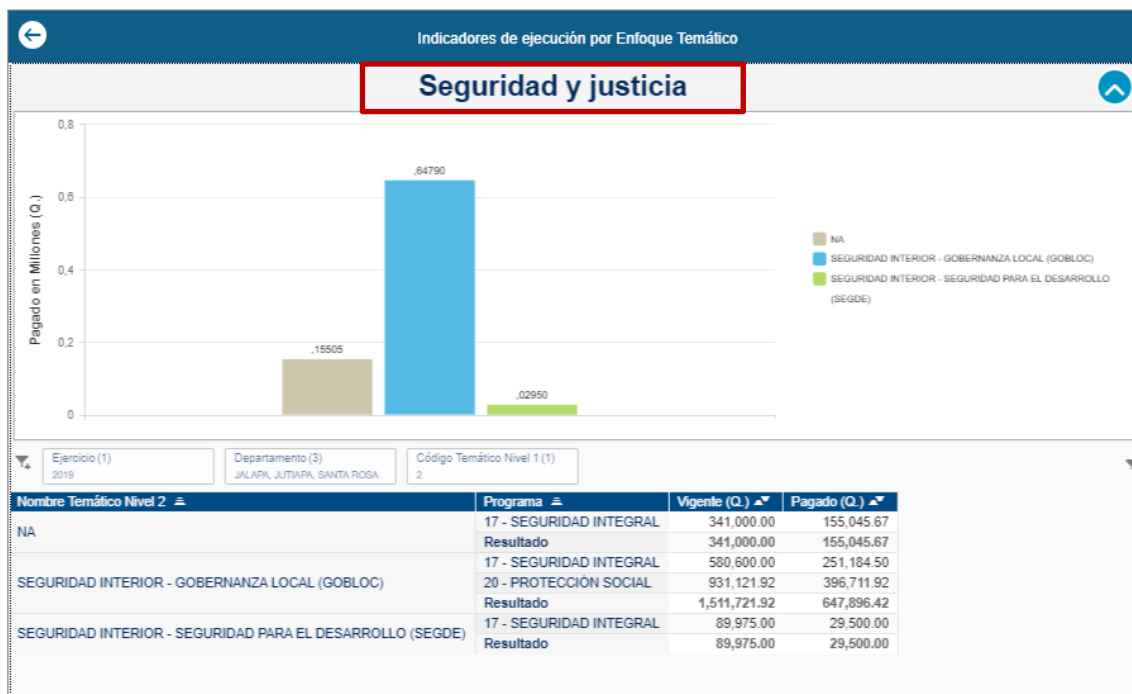 Indicadores de ejecución por Enfoque Temático
Seguridad y justicia
0,8
0,6
0,4
0,2
0
Pagado en Millones (Q.)
,15505
,64790
,02950
NA
SEGURIDAD INTERIOR - GOBERNANZA LOCAL (GOBLOC)
SEGURIDAD INTERIOR - SEGURIDAD PARA EL DESARROLLO
(SEGDE)
Ejercicio (1)
2019
Departamento (3)
JALAPA, JUTIAPA, SANTA ROSA
Código Temático Nivel 1 (1)
2
Nombre Temático Nivel 2 Programa Vigente (Q.) Pagado (Q.)
NA
17 - SEGURIDAD INTEGRAL 341,000.00 155,045.67
Resultado 341,000.00 155,045.67
SEGURIDAD INTERIOR - GOBERNANZA LOCAL (GOBLOC)
17 - SEGURIDAD INTEGRAL 580,600.00 251,184.50
20 - PROTECCIÓN SOCIAL 931,121.92 396,711.92
Resultado 1,511,721.92 647,896.42
SEGURIDAD INTERIOR - SEGURIDAD PARA EL DESARROLLO (SEGDE)
17 - SEGURIDAD INTEGRAL 89,975.00 29,500.00
Resultado 89,975.00 29,500.00